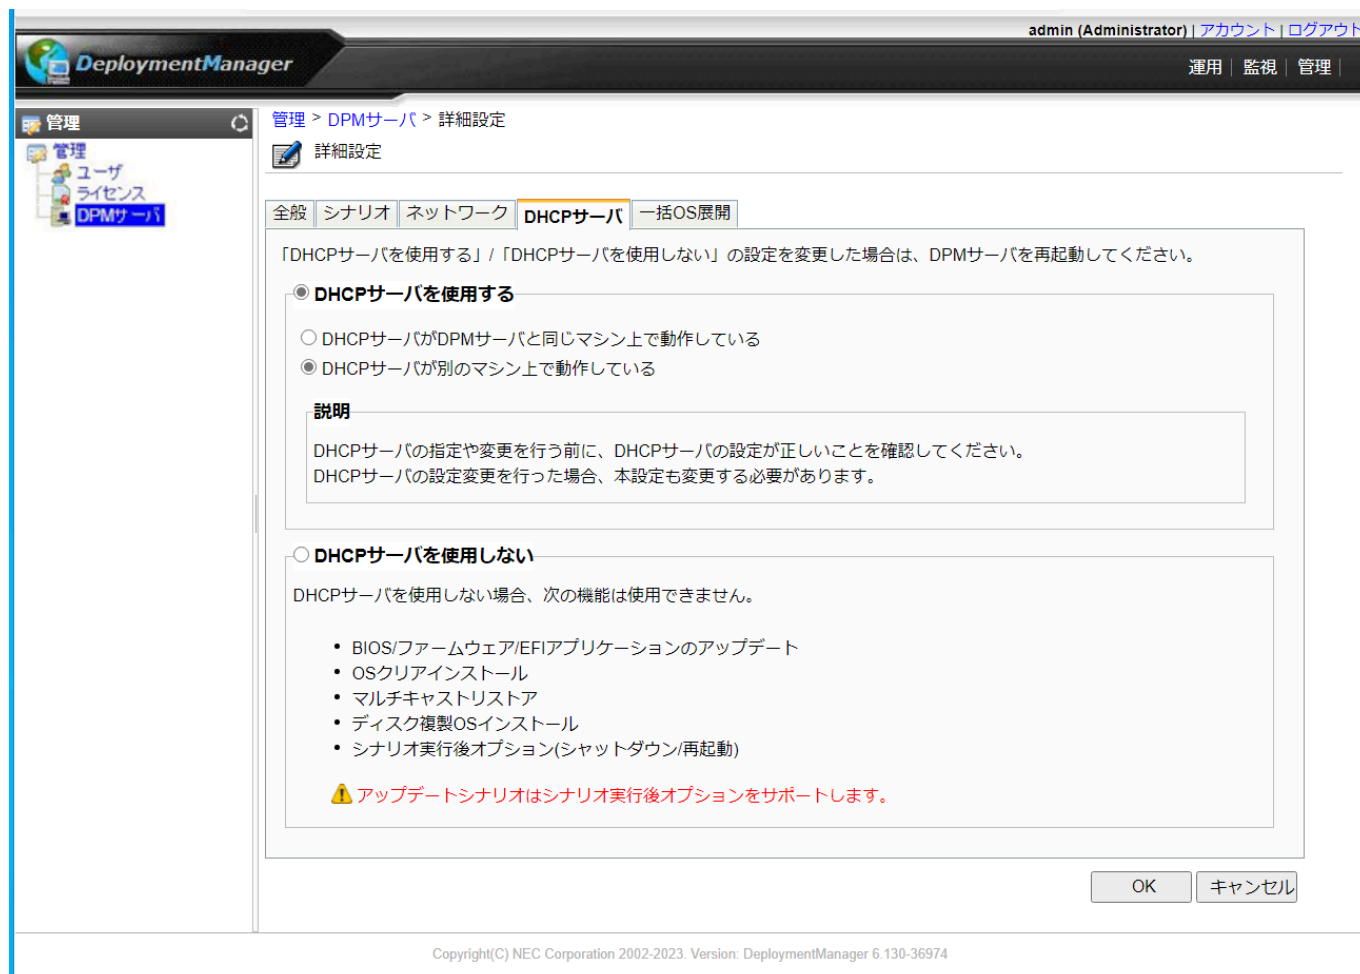 admin (Administrator) | アカウント | ログアウト
DeploymentManager
運用 | 監視 | 管理 |
管理
管理 > DPMサーバ > 詳細設定
管理
ユーザ
ライセンス
DPMサーバ
詳細設定
全般 シナリオ ネットワーク DHCPサーバ 一括OS展開
「DHCPサーバを使用する」/「DHCPサーバを使用しない」の設定を変更した場合は、DPMサーバを再起動してください。
DHCPサーバを使用する
DHCPサーバがDPMサーバと同じマシン上で動作している
DHCPサーバが別のマシン上で動作している
説明
DHCPサーバの指定や変更を行う前に、DHCPサーバの設定が正しいことを確認してください。
DHCPサーバの設定変更を行った場合、本設定も変更する必要があります。
DHCPサーバを使用しない
DHCPサーバを使用しない場合、次の機能は使用できません。
• BIOS/ファームウェア/EFIアプリケーションのアップデート
• OSクリアインストール
• マルチキャストリストア
• ディスク複製OSインストール
• シナリオ実行後オプション(シャットダウン/再起動)
アップデートシナリオはシナリオ実行後オプションをサポートします。
OK キャンセル
Copyright(C) NEC Corporation 2002-2023. Version: DeploymentManager 6.130-36974